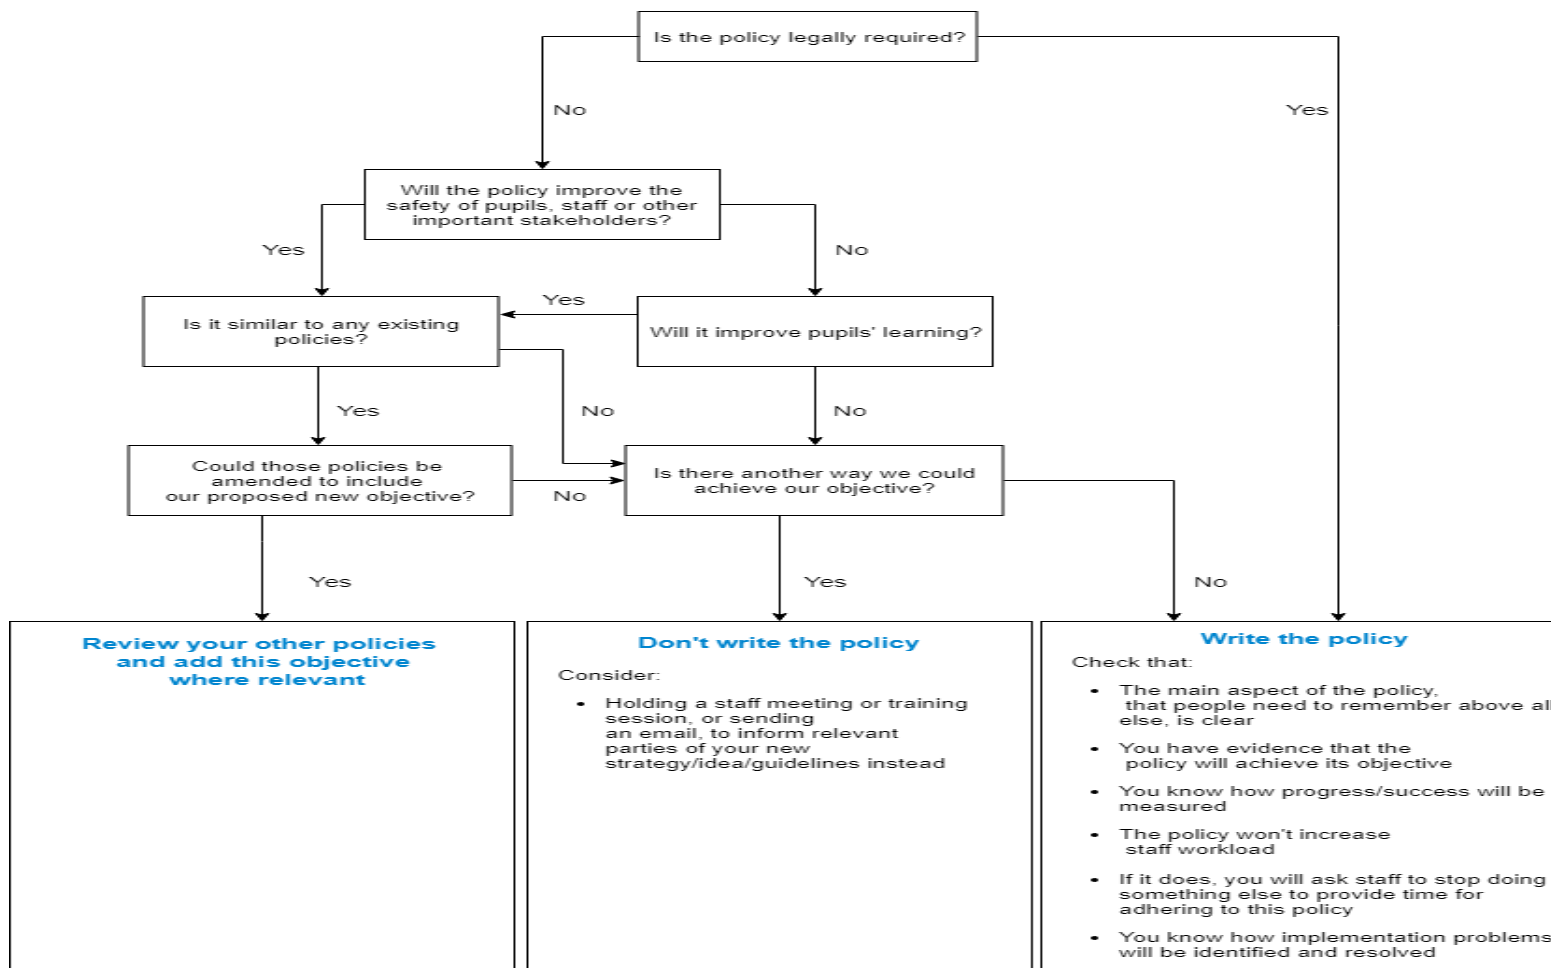 Is the policy legally required?
No
Yes
Will the policy improve the
safety of pupils, staff or other
important stakeholders?
Yes
No
Is it similar to any existing
policies?
Yes
Will it improve pupils' learning?
Yes
No
No
Could those policies be
amended to include
our proposed new objective?
No
Is there another way we could
achieve our objective?
Yes
Yes
No
Review your other policies
and add this objective
where relevant
Don't write the policy
Consider:
• Holding a staff meeting or training
session, or sending
an email, to inform relevant
parties of your new
strategy/idea/guidelines instead
Write the policy
Check that:
• The main aspect of the policy,
that people need to remember above all
else, is clear
• You have evidence that the
policy will achieve its objective
• You know how progress/success will be
measured
• The policy won't increase
staff workload
• If it does, you will ask staff to stop doing
something else to provide time for
adhering to this policy
• You know how implementation problems
will be identified and resolved